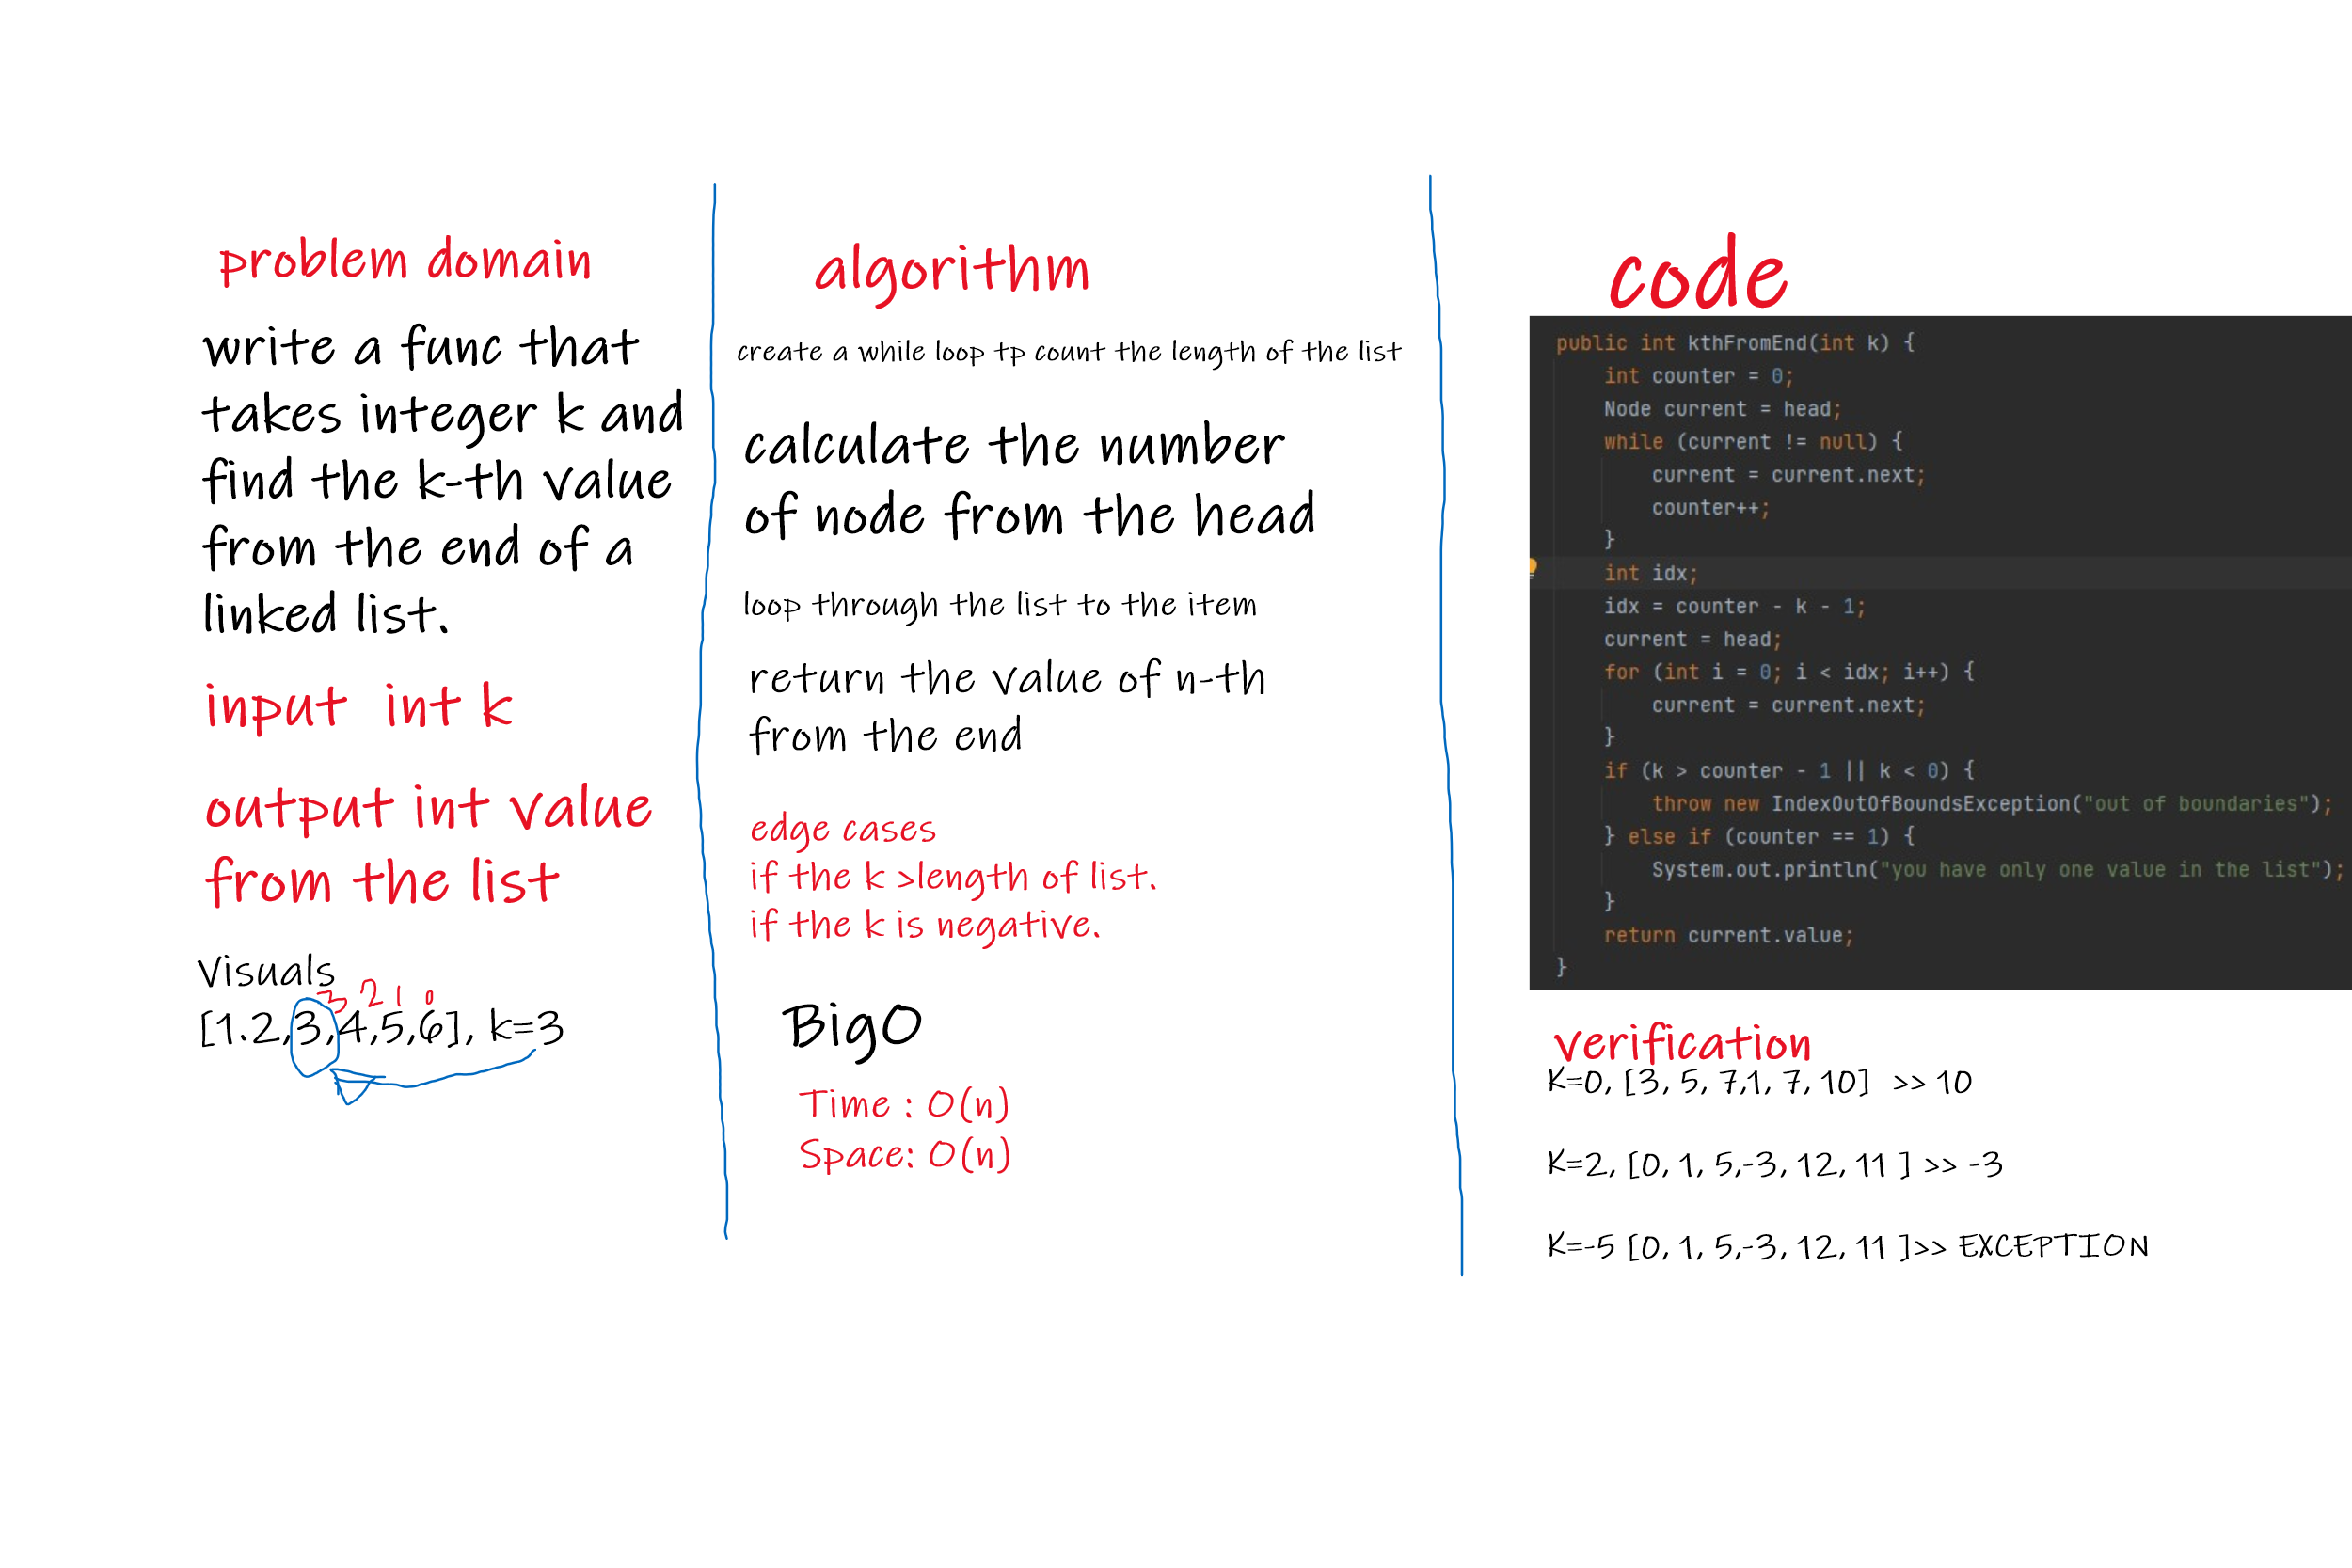 problem domain
write a func that
takes integer k and
find the k-th value
from the end of a
linked list.
input int k
output int value
from the list
Visuals
3 2 1 0
[1.2,3,4,5,6], k=3
algorithm
create a while loop tp count the length of the list
calculate the number
of node from the head
loop through the list to the item
return the value of n-th
from the end
edge cases
if the k >length of list.
if the k is negative.
BigO
Time : O(n)
Space: O(n)
code
public int kthFromEnd(int k) {
int counter = 0;
Node current = head;
while (current != null) {
current = current.next;
counter++;
}
int idx;
idx = counter - k - 1;
current = head;
for (int i = 0; i < idx; i++) {
current = current.next;
}
if (k > counter - 1 || k < 0) {
throw new IndexOutOfBoundsException("out of boundaries");
} else if (counter == 1) {
System.out.println("you have only one value in the list");
}
return current.value;
}
verification
K=0, [3, 5, 7,1, 7, 10] >> 10
K=2, [0, 1, 5,-3, 12, 11 ] >> -3
K=-5 [0, 1, 5,-3, 12, 11 ]>> EXCEPTION